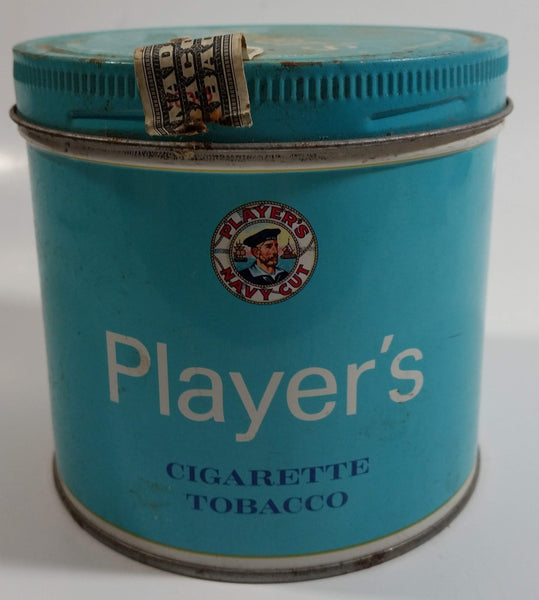 PLAYER'S
NAVY CUT
Player's
CIGARETTE
TOBACCO